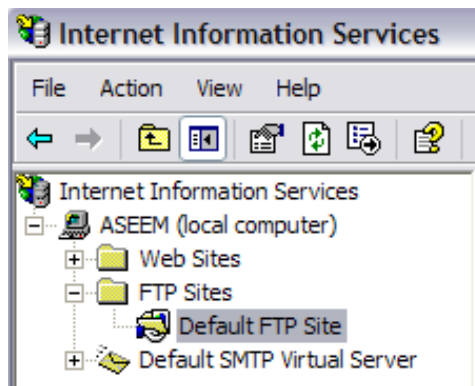 Internet Information Services
File Action View Help
Internet Information Services
ASEEM (local computer)
Web Sites
FTP Sites
Default FTP Site
Default SMTP Virtual Server